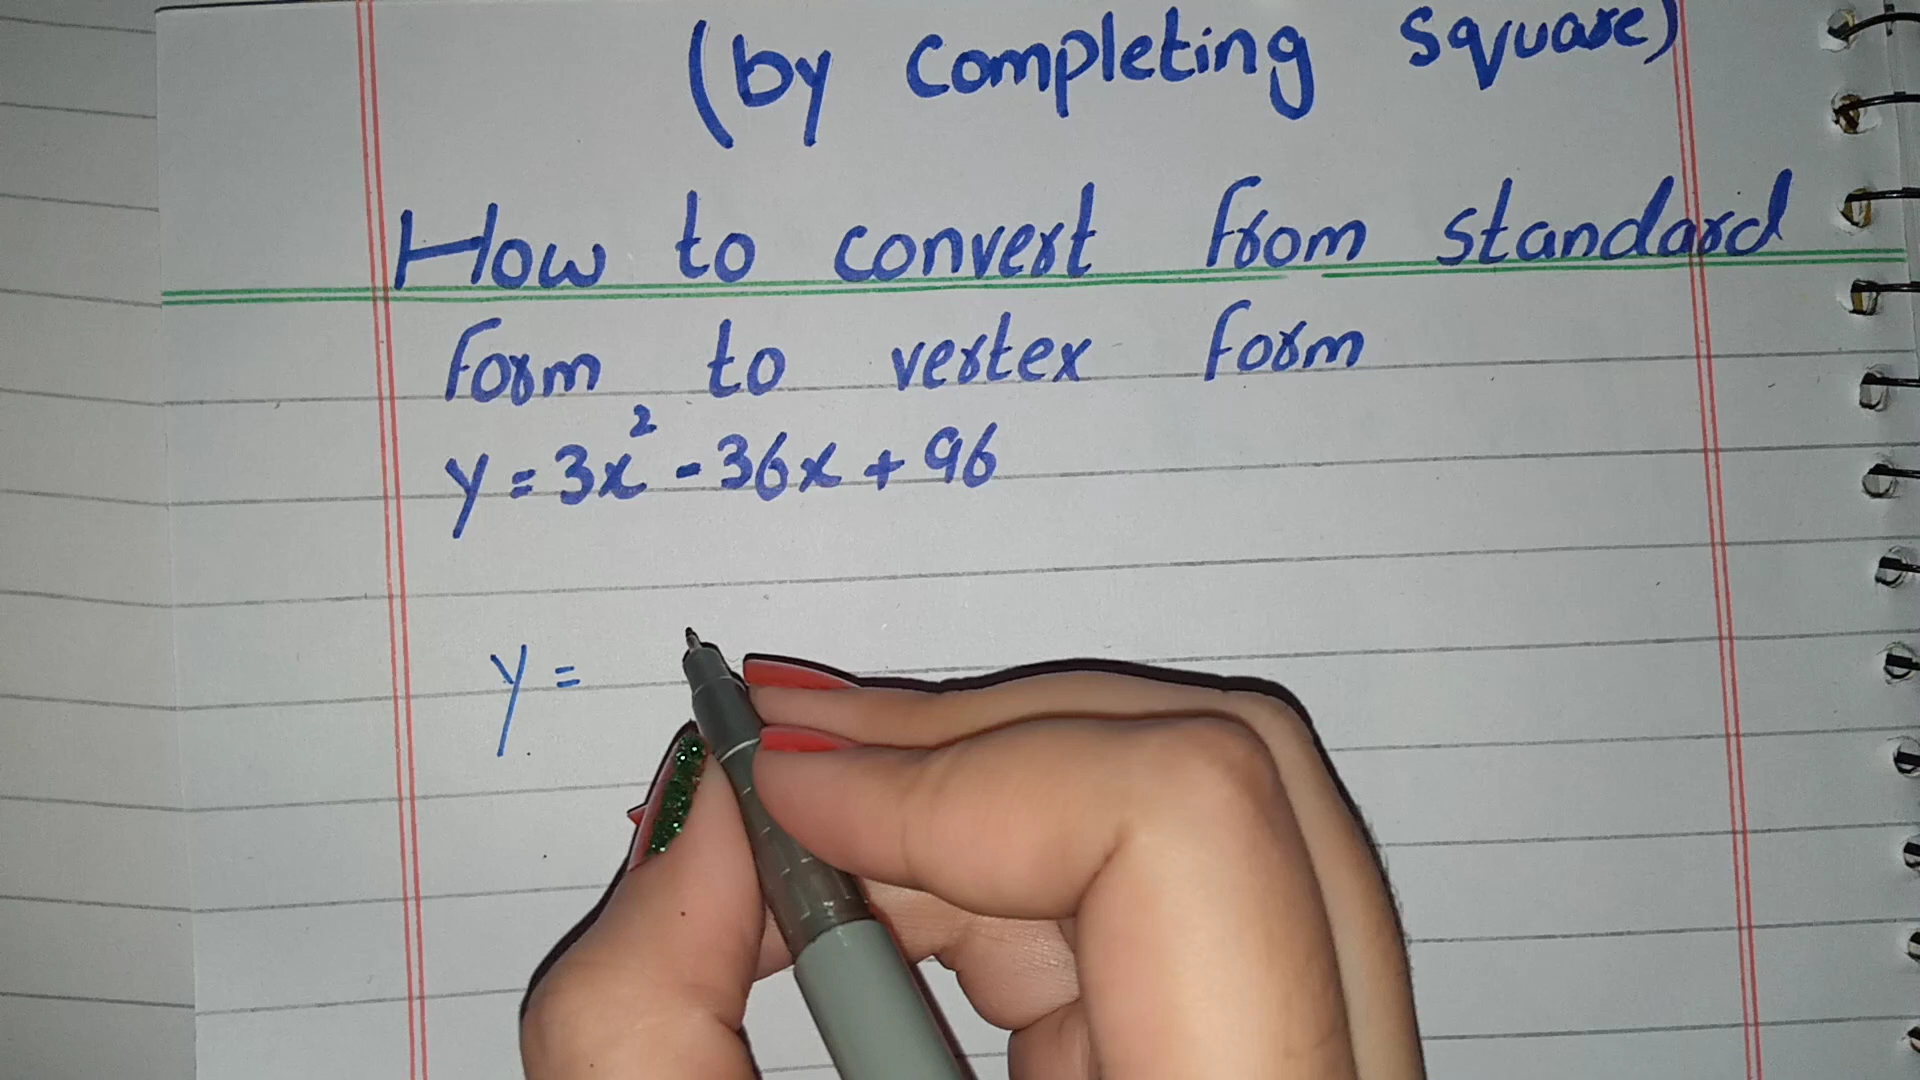 (by completing square)
How to convert from standard
form to vertex form
y = 3x² - 36x + 96
y =